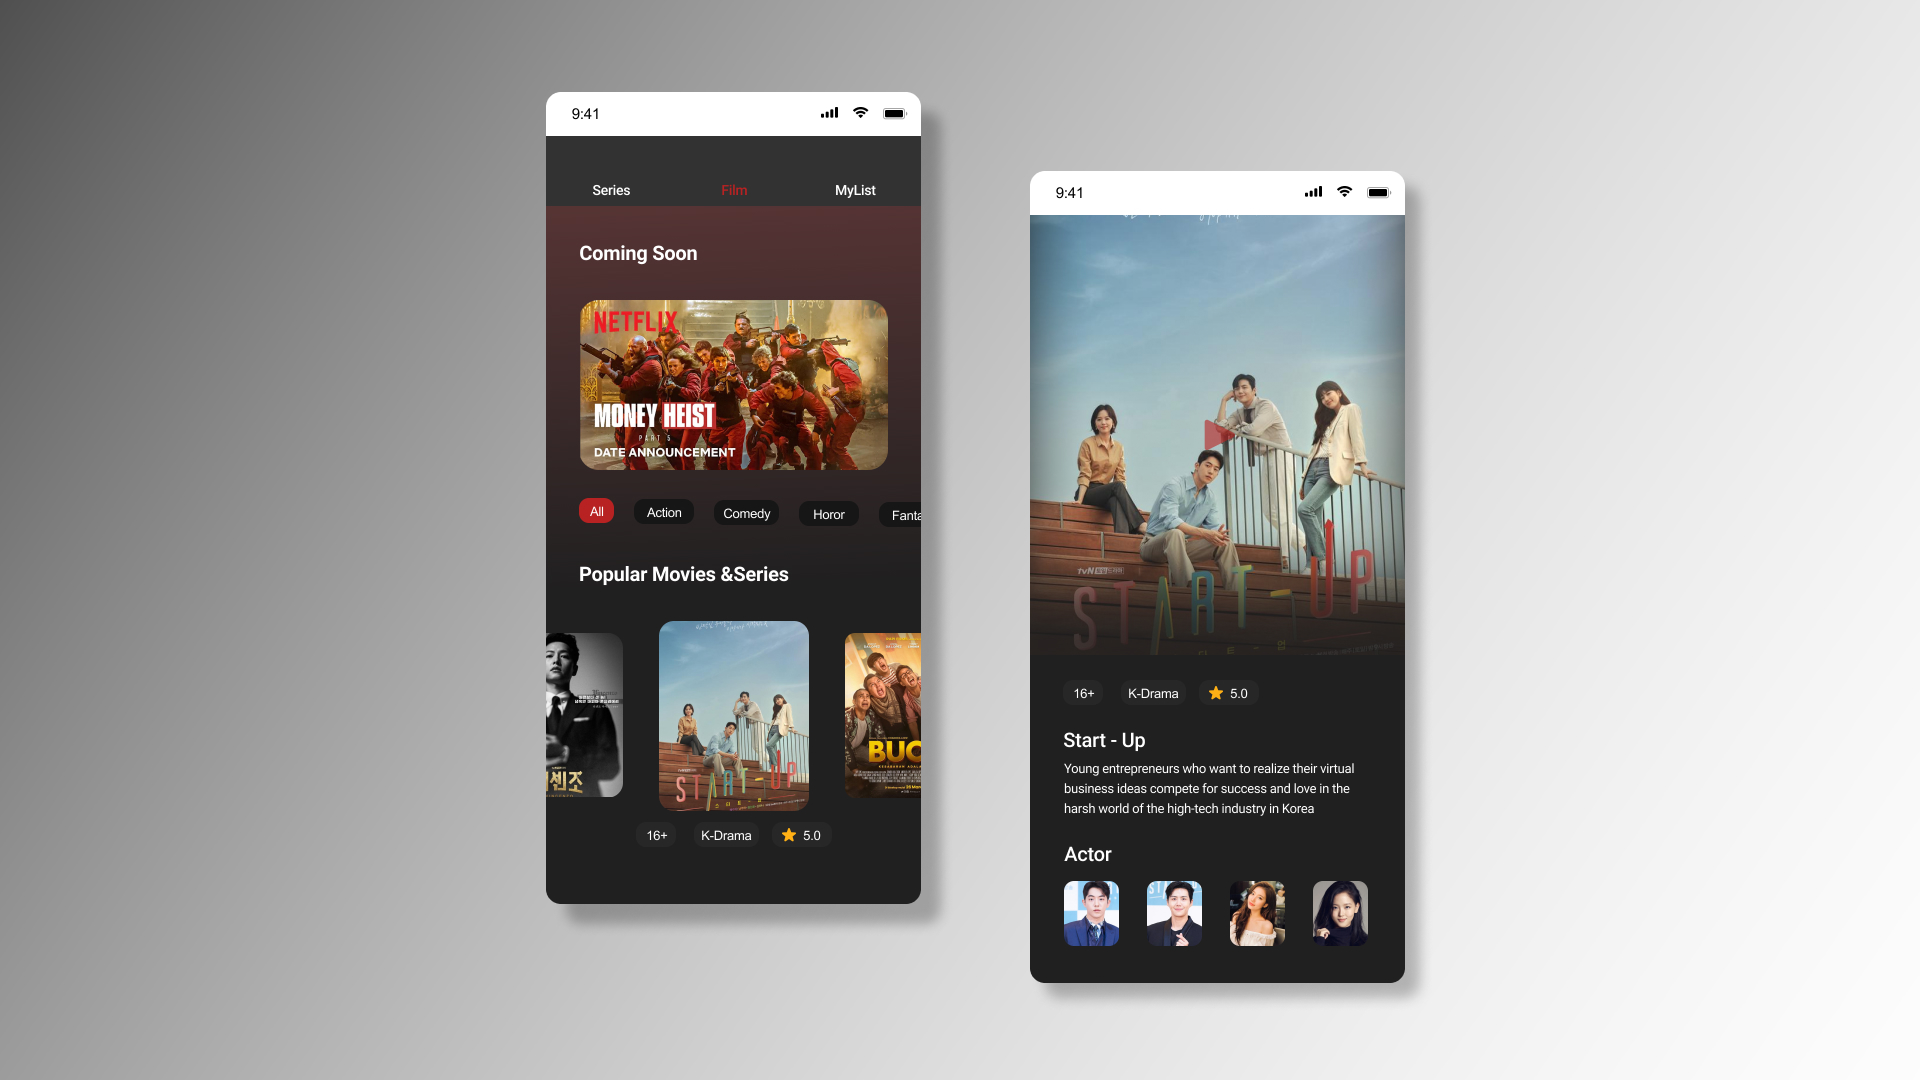 9:41
Series
Film
MyList
Coming Soon
NETFLIX
MONEY HEIST
PART 5
DATE ANNOUNCEMENT
All
Action
Comedy
Horor
Fanta
Popular Movies &Series
센조
START-UP
BUC
16+
K-Drama
5.0
9:41
tvN
START-UP
16+
K-Drama
5.0
Start - Up
Young entrepreneurs who want to realize their virtual
business ideas compete for success and love in the
harsh world of the high-tech industry in Korea
Actor